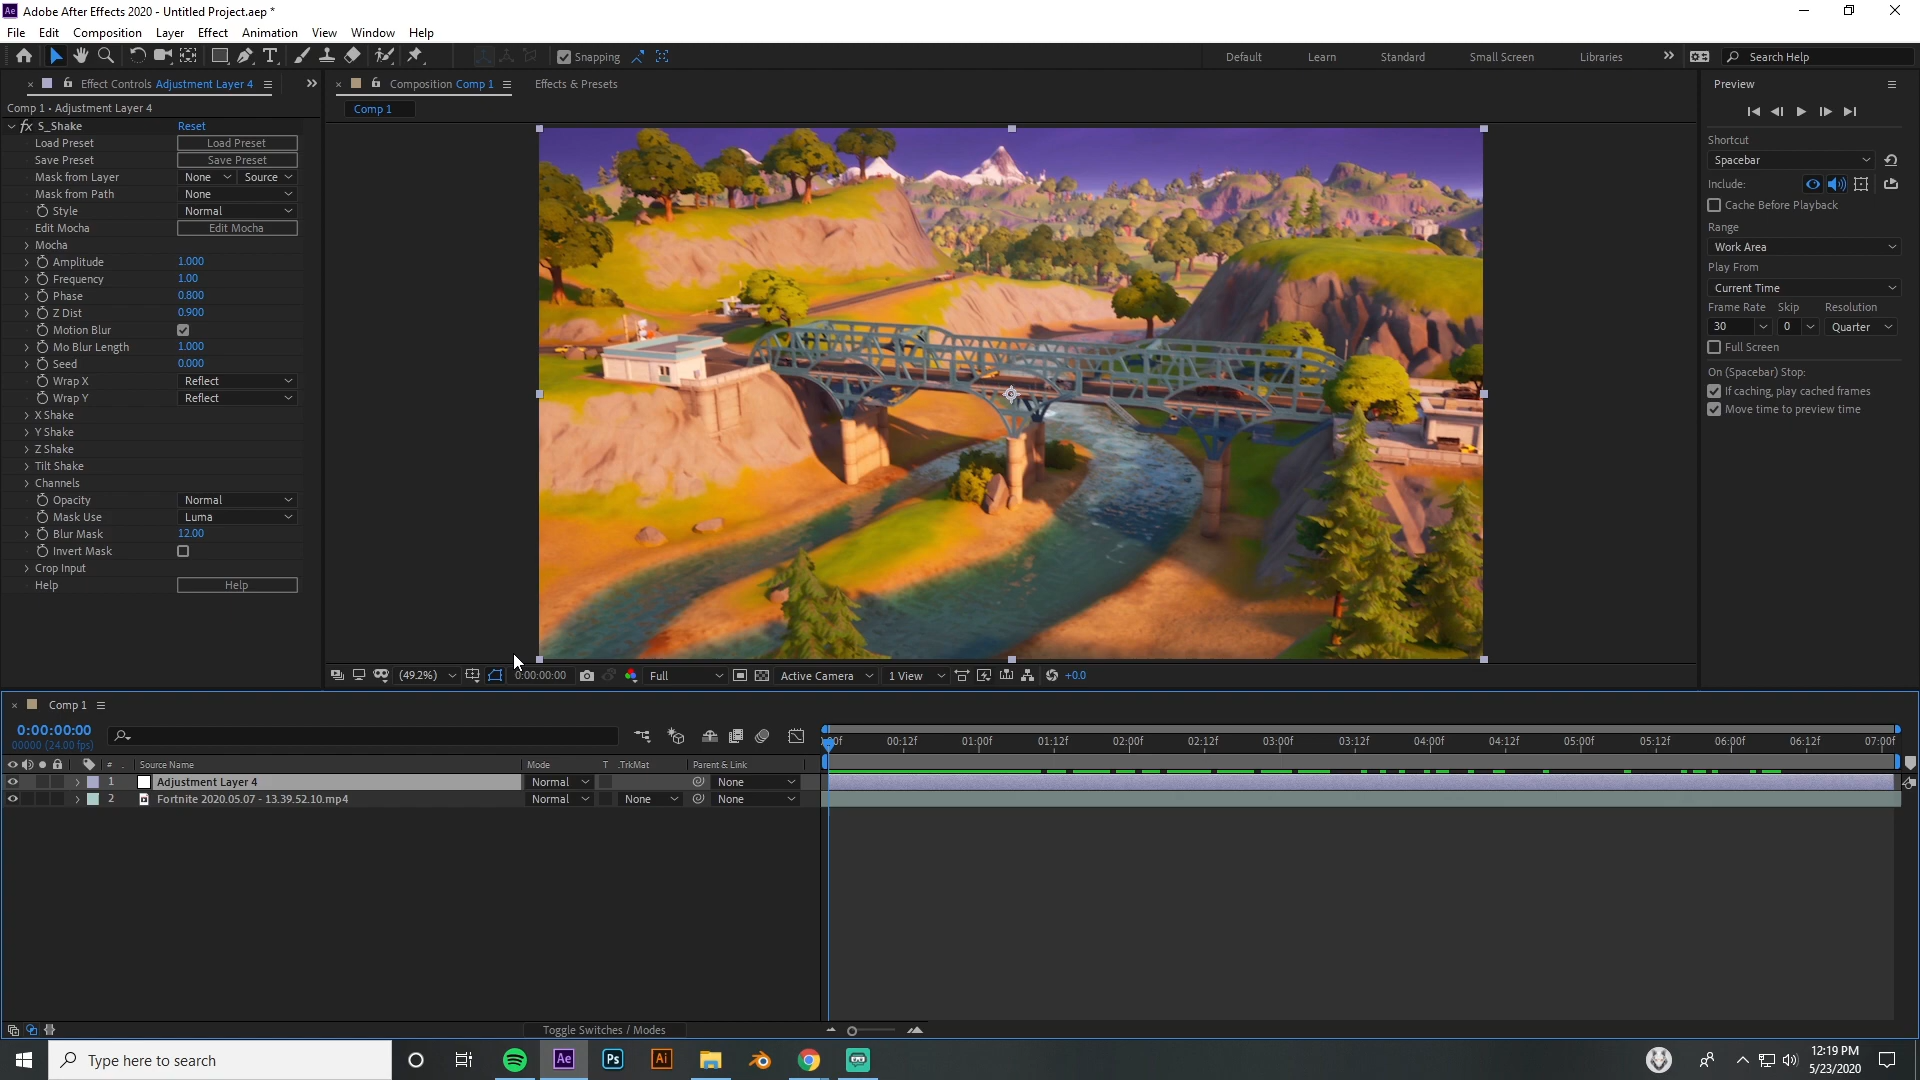 Ae Adobe After Effects 2020 - Untitled Project.aep *
File Edit Composition Layer Effect Animation View Window Help
Snapping Default Learn Standard Small Screen Libraries Search Help
Effect Controls Adjustment Layer 4
Comp 1 • Adjustment Layer 4
fx S_Shake Reset
Load Preset Load Preset
Save Preset Save Preset
Mask from Layer None Source
Mask from Path None
Style Normal
Edit Mocha Edit Mocha
Mocha
Amplitude 1.000
Frequency 1.00
Phase 0.800
Z Dist 0.900
Motion Blur
Mo Blur Length 1.000
Seed 0.000
Wrap X Reflect
Wrap Y Reflect
X Shake
Y Shake
Z Shake
Tilt Shake
Channels
Opacity Normal
Mask Use Luma
Blur Mask 12.00
Invert Mask
Crop Input
Help Help
Composition Comp 1 Effects & Presets
Comp 1
(49.2%) 0:00:00:00 Full Active Camera 1 View +0.0
Preview
Shortcut
Spacebar
Include:
Cache Before Playback
Range
Work Area
Play From
Current Time
Frame Rate Skip Resolution
30 0 Quarter
Full Screen
On (Spacebar) Stop:
If caching, play cached frames
Move time to preview time
Comp 1
0:00:00:00
00000 (24.00 fps)
00:12f 01:00f 01:12f 02:00f 02:12f 03:00f 03:12f 04:00f 04:12f 05:00f 05:12f 06:00f 06:12f 07:00f
# Source Name Mode T .TrkMat Parent & Link
1 Adjustment Layer 4 Normal None
2 Fortnite 2020.05.07 - 13.39.52.10.mp4 Normal None None
Toggle Switches / Modes
Type here to search Ae Ps Ai
12:19 PM
5/23/2020